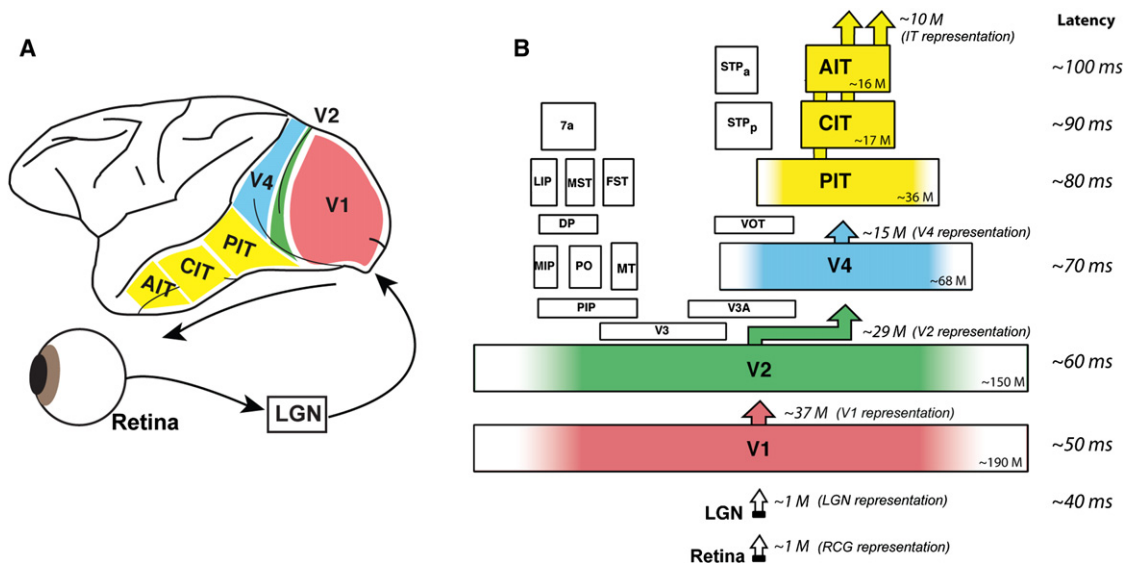 A
V2
V4
V1
PIT
CIT
AIT
Retina
LGN
B
Latency
~10 M
(IT representation)
STPa
AIT
~16 M
~100 ms
7a
STPp
CIT
~17 M
~90 ms
LIP
MST
FST
PIT
~36 M
~80 ms
DP
VOT
~15 M (V4 representation)
MIP
PO
MT
V4
~68 M
~70 ms
PIP
V3A
V3
~29 M (V2 representation)
V2
~150 M
~60 ms
~37 M (V1 representation)
V1
~190 M
~50 ms
LGN
~1 M (LGN representation)
~40 ms
Retina
~1 M (RCG representation)